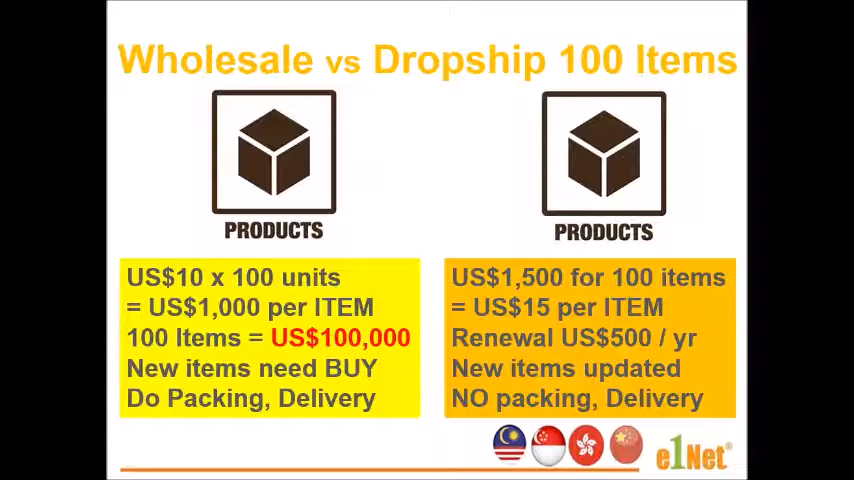 Wholesale vs Dropship 100 Items
PRODUCTS
PRODUCTS
US$10 x 100 units
= US$1,000 per ITEM
100 Items = US$100,000
New items need BUY
Do Packing, Delivery
US$1,500 for 100 items
= US$15 per ITEM
Renewal US$500 / yr
New items updated
NO packing, Delivery
e1Net®